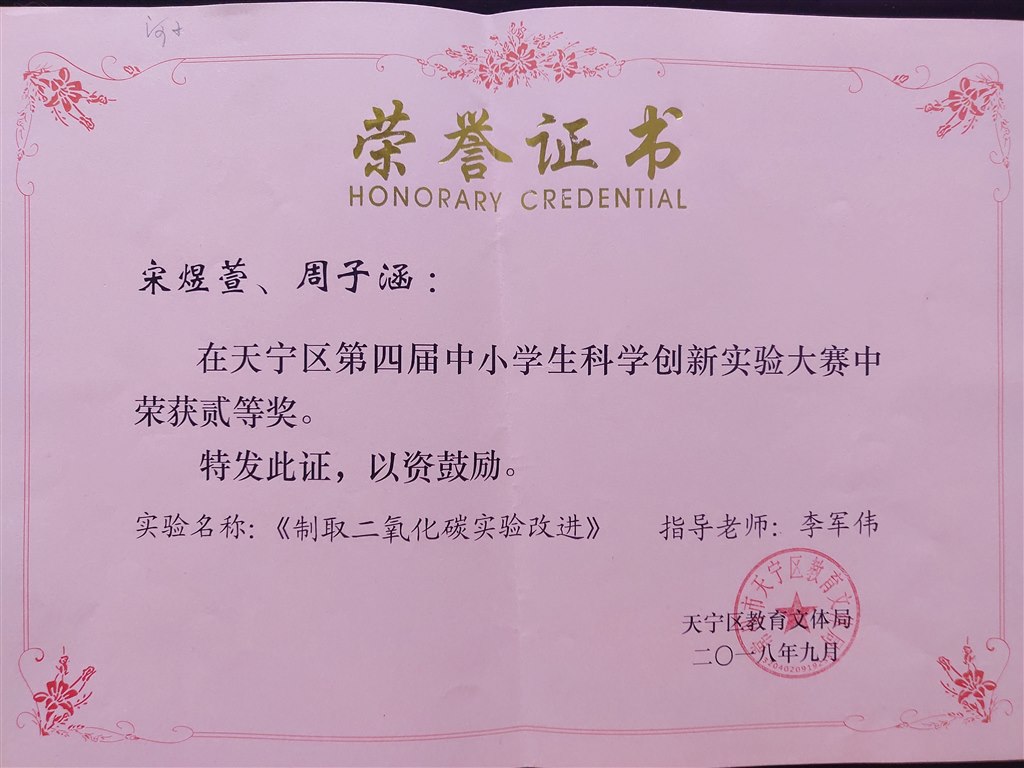 荣誉证书
HONORARY CREDENTIAL
宋煜萱、周子涵：
在天宁区第四届中小学生科学创新实验大赛中
荣获贰等奖。
特发此证，以资鼓励。
实验名称：《制取二氧化碳实验改进》 指导老师：李军伟
天宁区教育文体局
二〇一八年九月